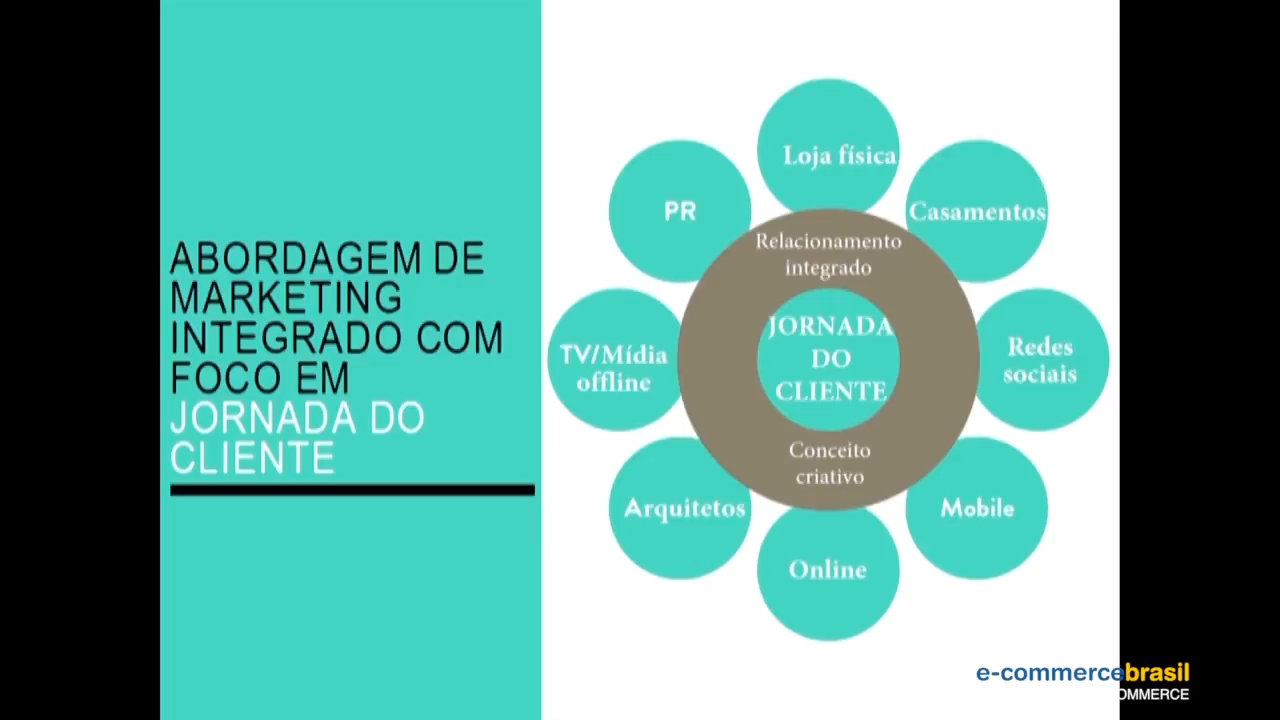 ABORDAGEM DE
MARKETING
INTEGRADO COM
FOCO EM
JORNADA DO
CLIENTE
Loja física
PR
Casamentos
Relacionamento
integrado
TV/Mídia
offline
JORNADA
DO
CLIENTE
Redes
sociais
Conceito
criativo
Arquitetos
Mobile
Online
e-commercebrasil
OMMERCE